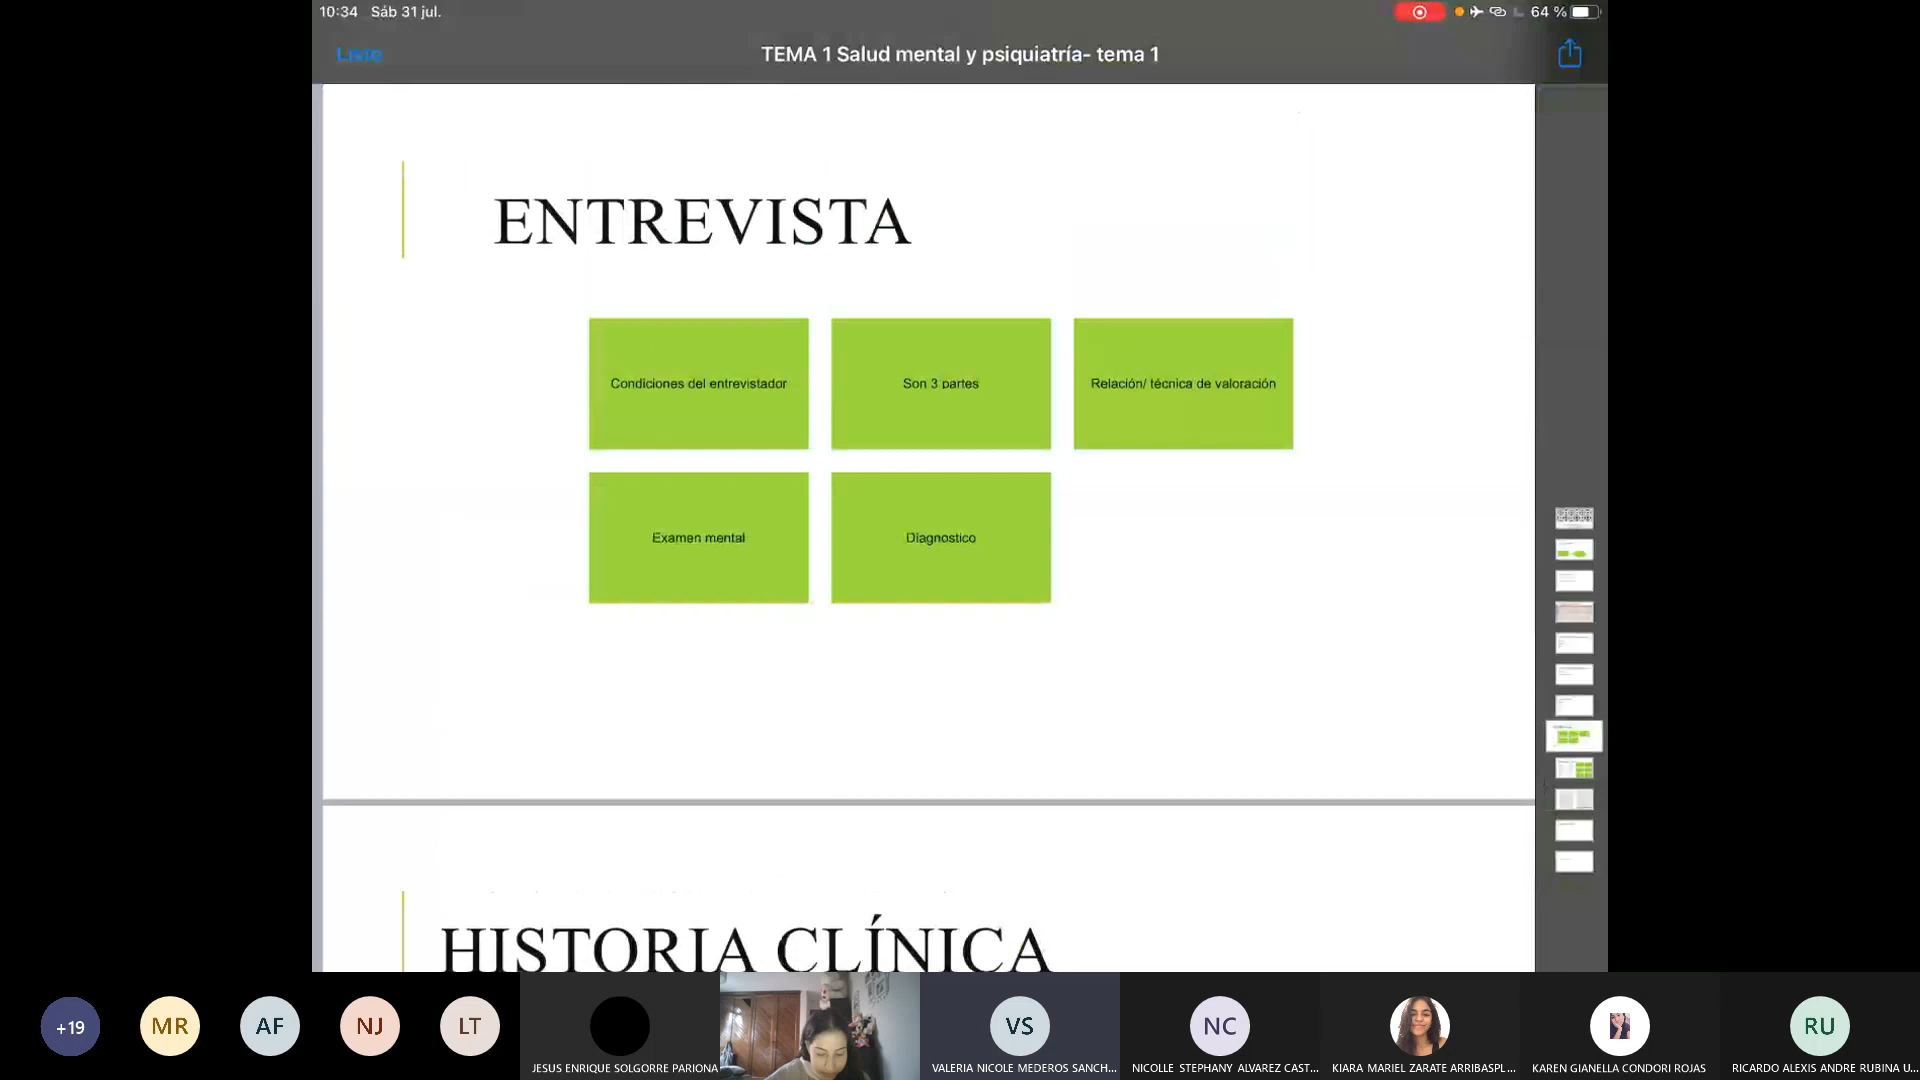 10:34 Sáb 31 jul.
64 %
Listo
TEMA 1 Salud mental y psiquiatría- tema 1
ENTREVISTA
Condiciones del entrevistador
Son 3 partes
Relación/ técnica de valoración
Examen mental
Diagnostico
HISTORIA CLÍNICA
+19
MR
AF
NJ
LT
VS
NC
RU
JESUS ENRIQUE SOLGORRE PARIONA
VALERIA NICOLE MEDEROS SANCH...
NICOLLE STEPHANY ALVAREZ CAST...
KIARA MARIEL ZARATE ARRIBASPL...
KAREN GIANELLA CONDORI ROJAS
RICARDO ALEXIS ANDRE RUBINA U...